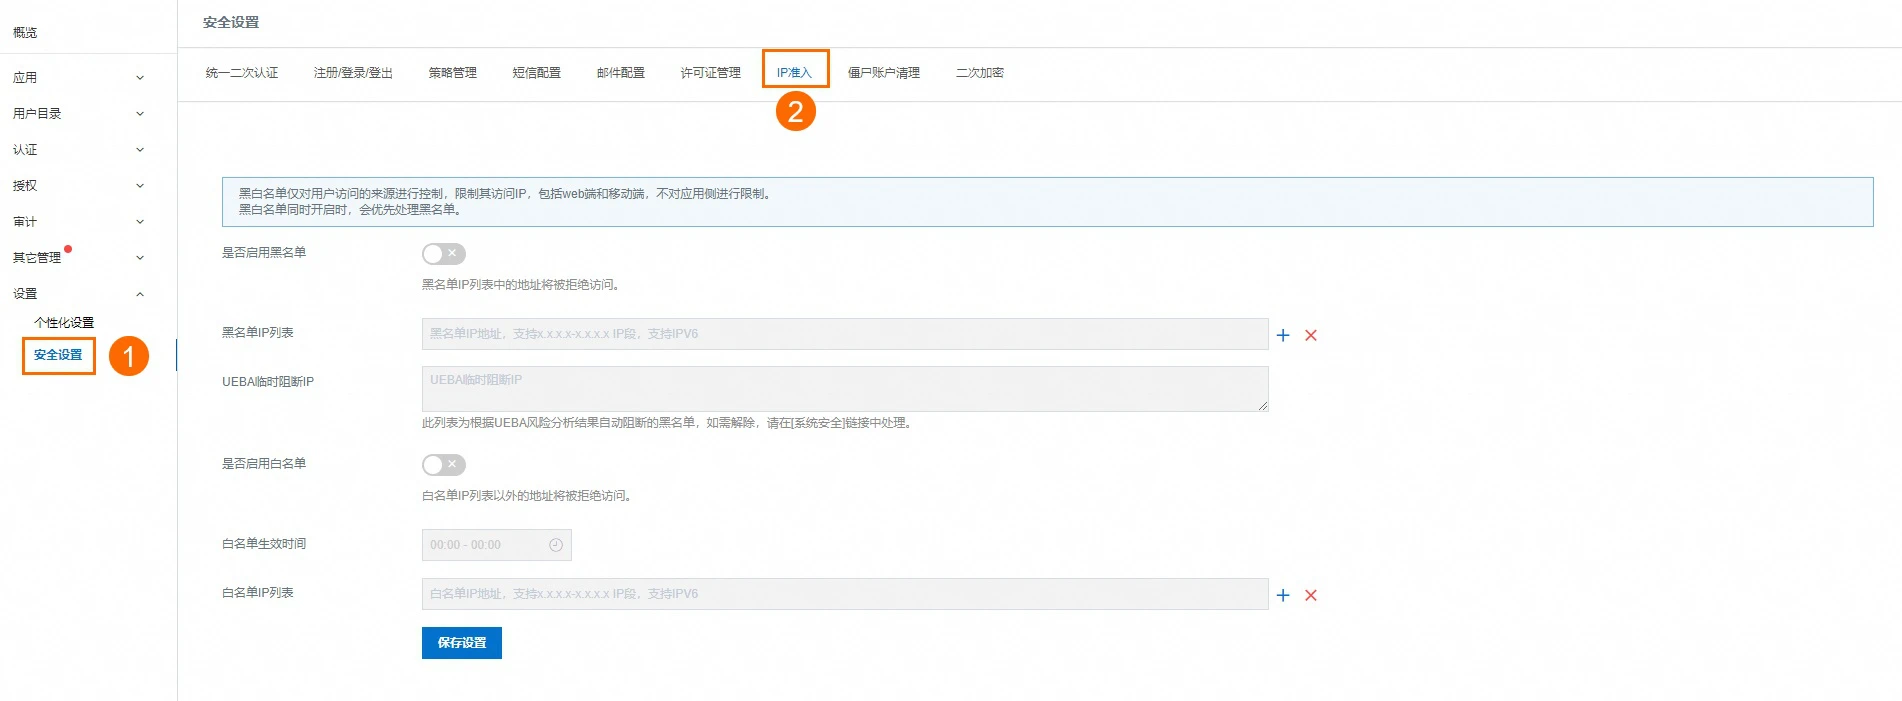 概览
应用
用户目录
认证
授权
审计
其它管理
设置
个性化设置
安全设置
1
安全设置
统一二次认证 注册/登录/登出 策略管理 短信配置 邮件配置 许可证管理 IP准入 僵尸账户清理 二次加密
2
黑白名单仅对用户访问的来源进行控制，限制其访问IP，包括web端和移动端，不对应用侧进行限制。
黑白名单同时开启时，会优先处理黑名单。
是否启用黑名单
黑名单IP列表中的地址将被拒绝访问。
黑名单IP列表 黑名单IP地址，支持x.x.x.x-x.x.x.x IP段，支持IPV6
UEBA临时阻断IP UEBA临时阻断IP
此列表为根据UEBA风险分析结果自动阻断的黑名单，如需解除，请在[系统安全]链接中处理。
是否启用白名单
白名单IP列表以外的地址将被拒绝访问。
白名单生效时间 00:00 - 00:00
白名单IP列表 白名单IP地址，支持x.x.x.x-x.x.x.x IP段，支持IPV6
保存设置